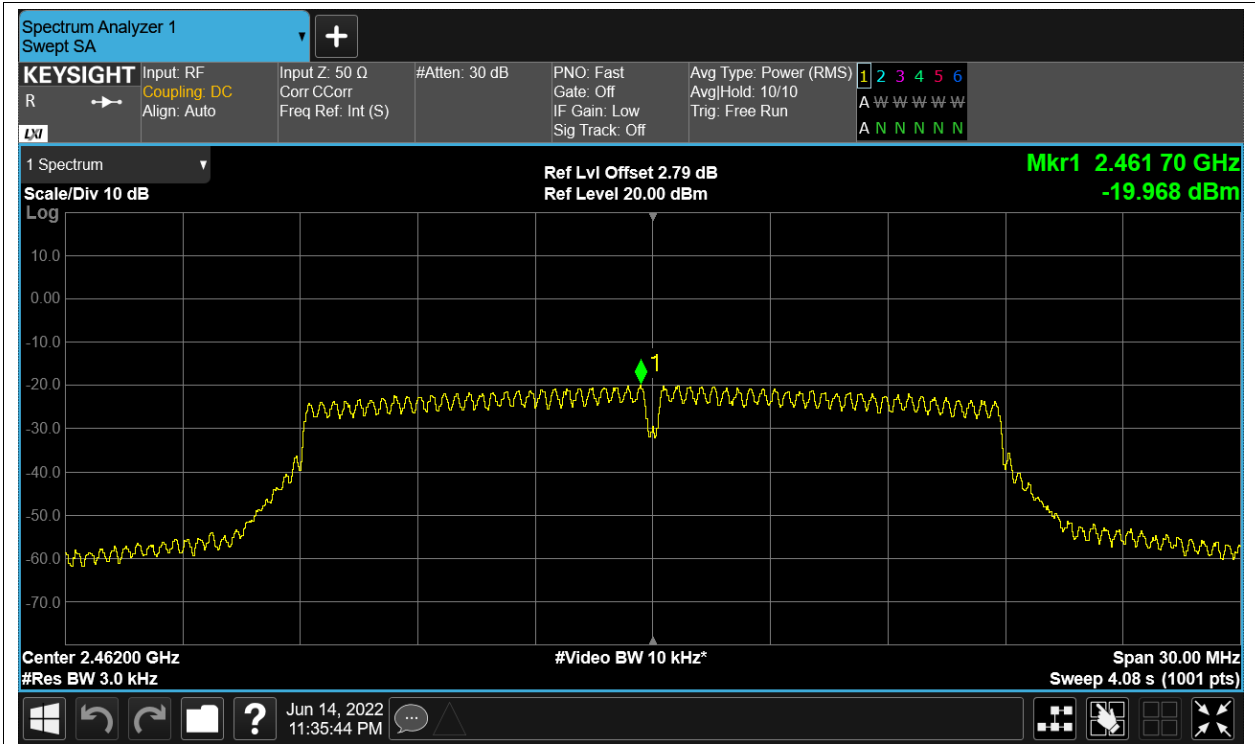 Spectrum Analyzer 1
Swept SA
KEYSIGHT
R
LXI
Input: RF
Coupling: DC
Align: Auto
Input Z: 50 Ω
Corr CCorr
Freq Ref: Int (S)
#Atten: 30 dB
PNO: Fast
Gate: Off
IF Gain: Low
Sig Track: Off
Avg Type: Power (RMS)
Avg|Hold: 10/10
Trig: Free Run
1 2 3 4 5 6
A W W W W W
A N N N N N
1 Spectrum
Scale/Div 10 dB
Ref Lvl Offset 2.79 dB
Ref Level 20.00 dBm
Mkr1 2.461 70 GHz
-19.968 dBm
Log
10.0
0.00
-10.0
-20.0
-30.0
-40.0
-50.0
-60.0
-70.0
1
Center 2.46200 GHz
#Res BW 3.0 kHz
#Video BW 10 kHz*
Span 30.00 MHz
Sweep 4.08 s (1001 pts)
?
Jun 14, 2022
11:35:44 PM